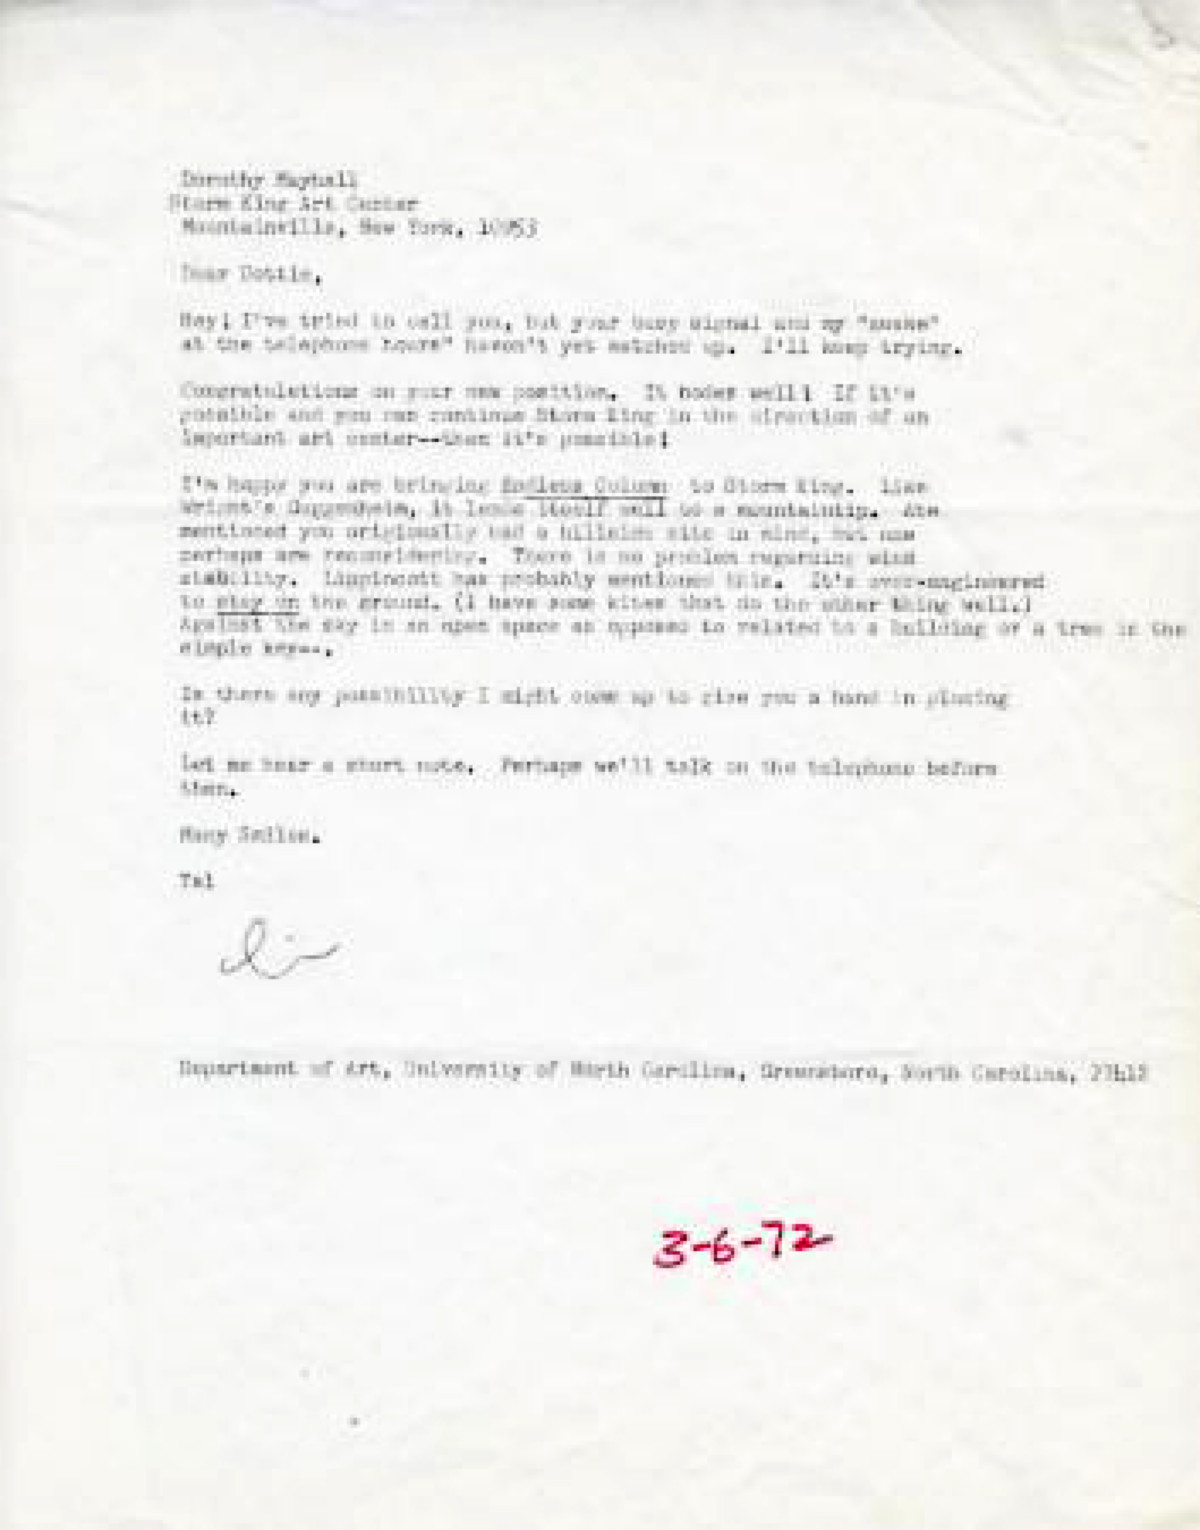 Dorothy Mayhall
Storm King Art Center
Mountainville, New York, 10953
Dear Dottie,
Hey! I've tried to call you, but your busy signal and my "awake"
at the telephone hours" haven't yet matched up. I'll keep trying.
Congratulations on your new position. It bodes well! If it's
possible and you can continue Storm King in the direction of an
important art center--then it's possible!
I'm happy you are bringing Endless Column to Storm King. Like
Wright's Guggenheim, it lends itself well to a mountaintip.
mentioned you originally had a hillside site in mind, but now
perhaps are reconsidering. There is no problem regarding wind
stability. Lippincott has probably mentioned this. It's over-engineered
to stay on the ground. (I have some kites that do the other thing well.)
Against the sky in an open space as opposed to related to a building or a tree is the
simple key--.
Is there any possibility I might come up to give you a hand in placing
it?
Let me hear a short note. Perhaps we'll talk on the telephone before
then.
Many Smiles.
Tal
Department of Art, University of North Carolina, Greensboro, North Carolina, 27412
3-6-72